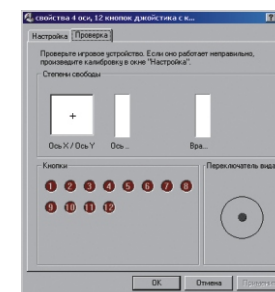 свойства 4 оси, 12 кнопок джойстика с к...
Настройка Проверка
Проверьте игровое устройство. Если оно работает неправильно,
произведите калибровку в окне "Настройка".
Степени свободы
Ось X / Ось Y Ось ... Вра...
Кнопки
Переключатель вида
1 2 3 4 5 6 7 8
9 10 11 12
OK Отмена Применить